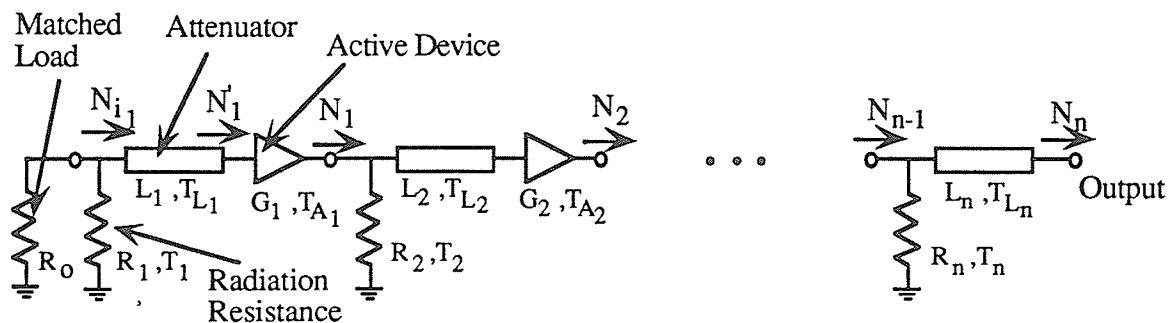 Matched
Load
Attenuator
Active Device
N_{i_1}
N'_1
N_1
N_2
N_{n-1}
N_n
L_1 ,T_{L_1}
G_1 ,T_{A_1}
L_2 ,T_{L_2}
G_2 ,T_{A_2}
L_n ,T_{L_n}
Output
R_o
R_1 ,T_1
R_2 ,T_2
R_n ,T_n
Radiation
Resistance